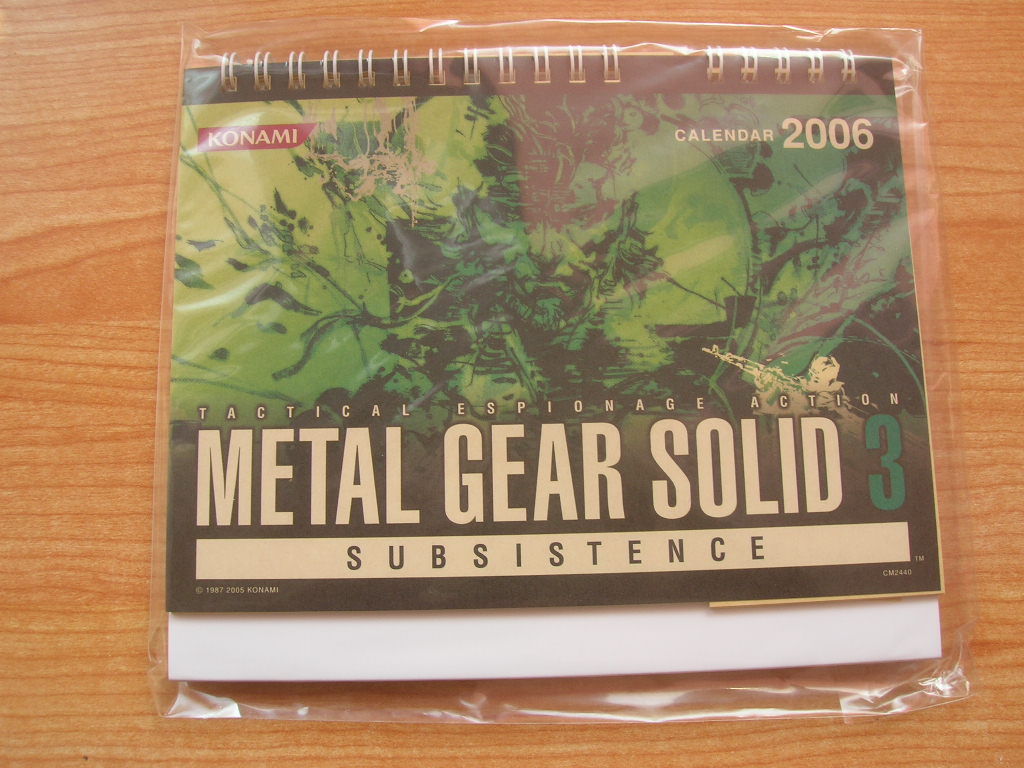 KONAMI
CALENDAR 2006
TACTICAL ESPIONAGE ACTION
METAL GEAR SOLID 3
SUBSISTENCE
TM
© 1987 2005 KONAMI
CM2440